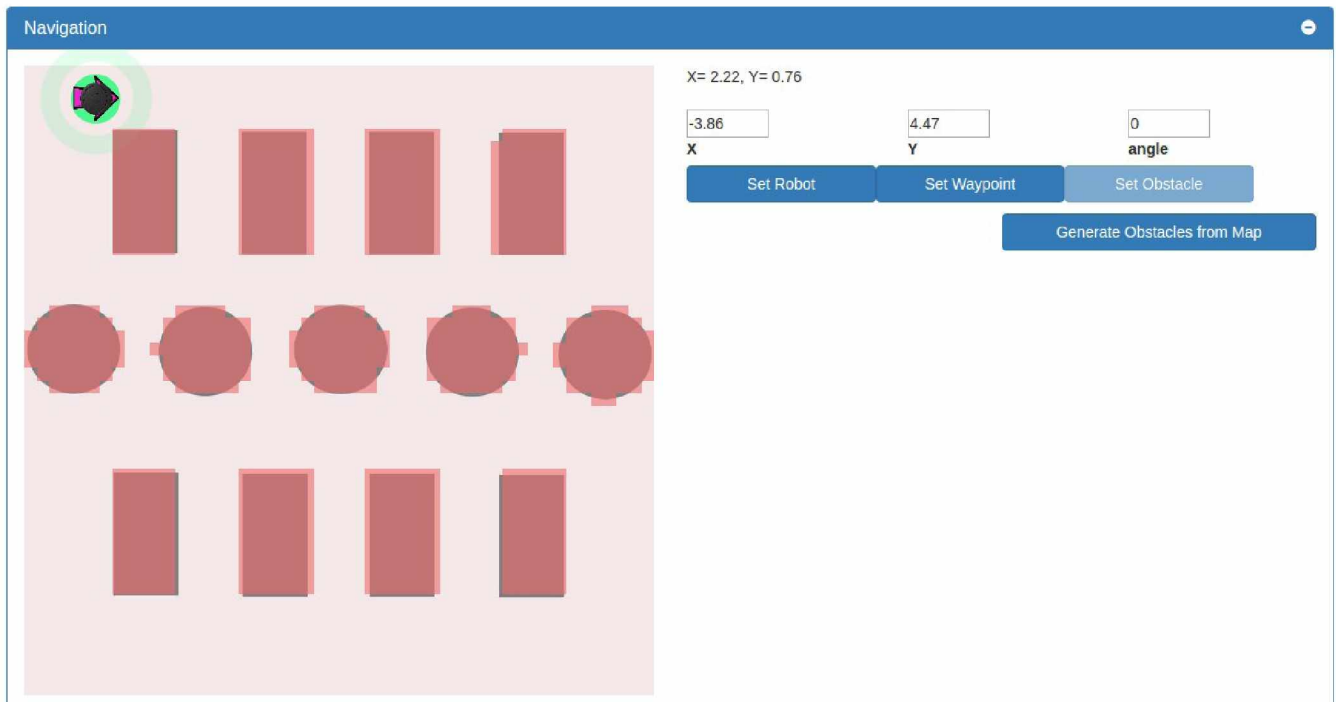 Navigation
X= 2.22, Y= 0.76
-3.86 4.47 0
X Y angle
Set Robot Set Waypoint Set Obstacle
Generate Obstacles from Map